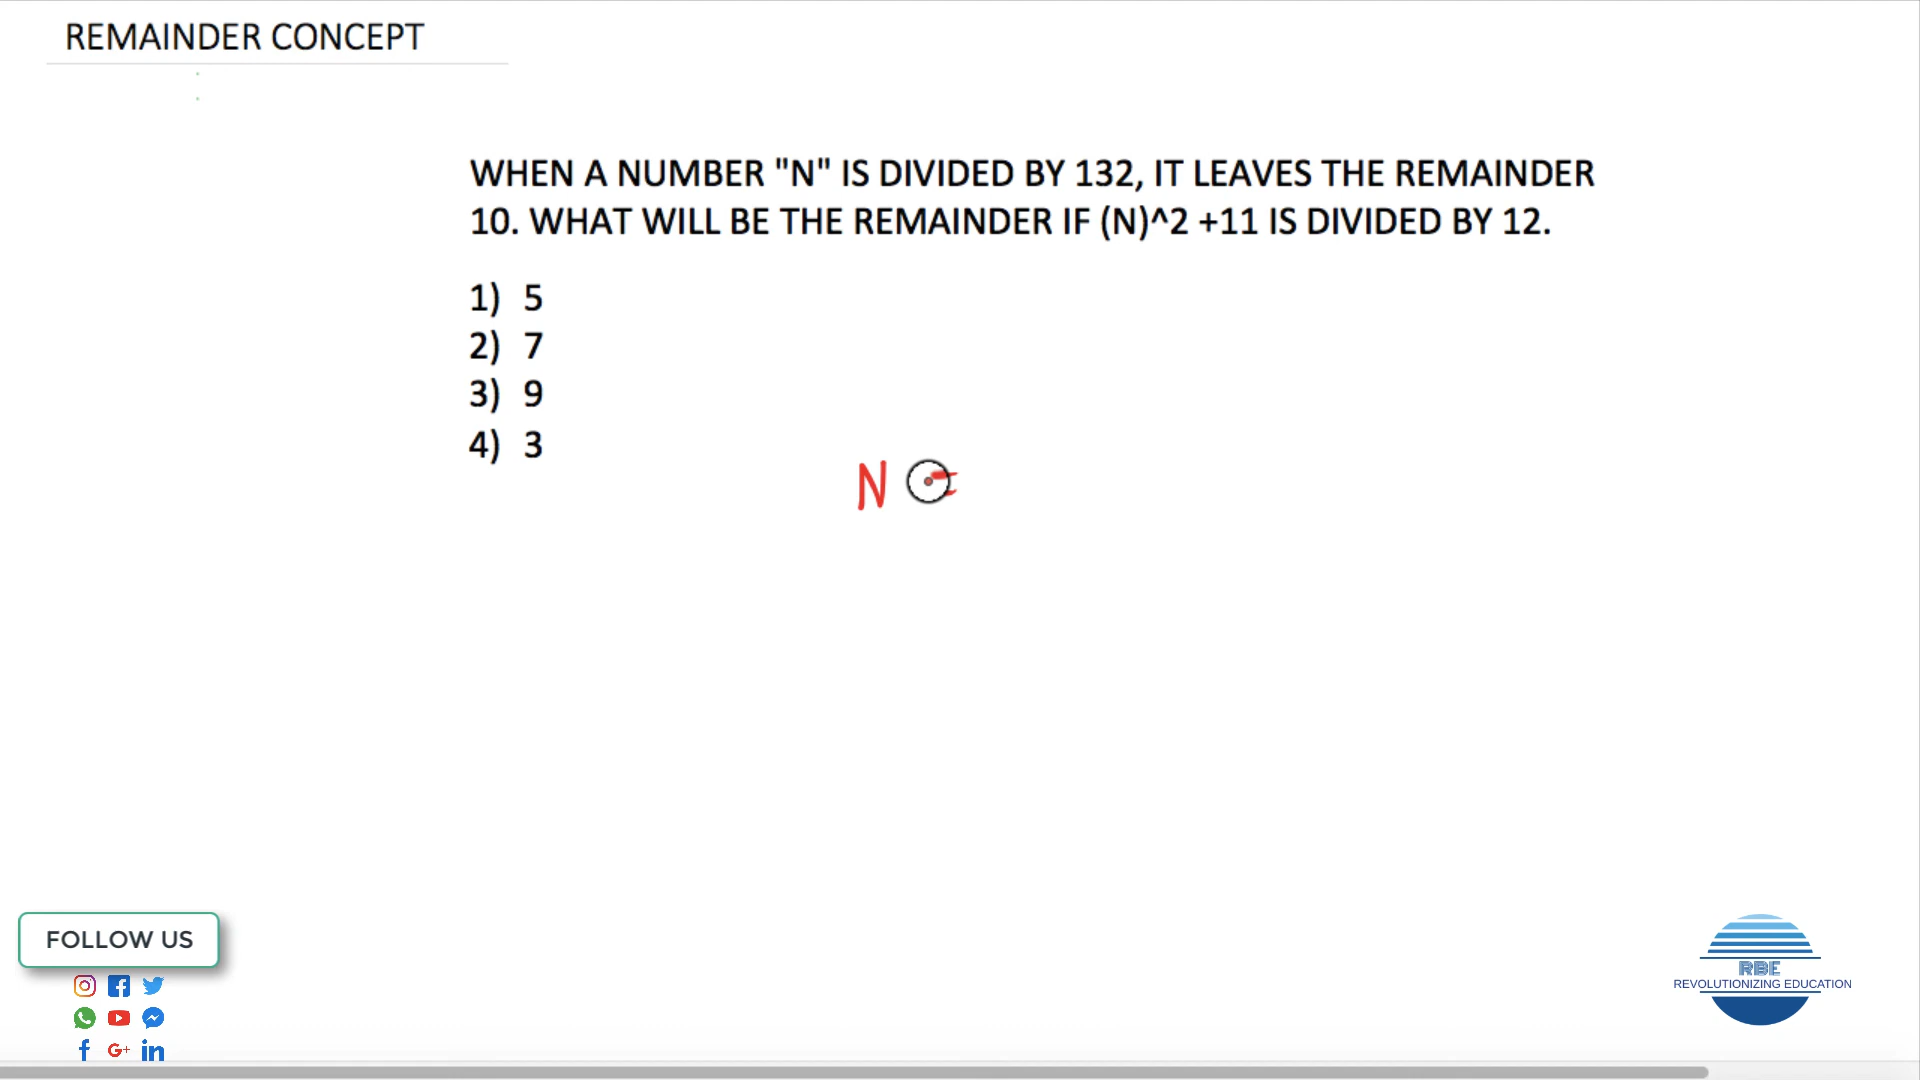 REMAINDER CONCEPT
WHEN A NUMBER "N" IS DIVIDED BY 132, IT LEAVES THE REMAINDER
10. WHAT WILL BE THE REMAINDER IF (N)^2 +11 IS DIVIDED BY 12.
1) 5
2) 7
3) 9
4) 3
N =
FOLLOW US
f G+ in
RBE
REVOLUTIONIZING EDUCATION